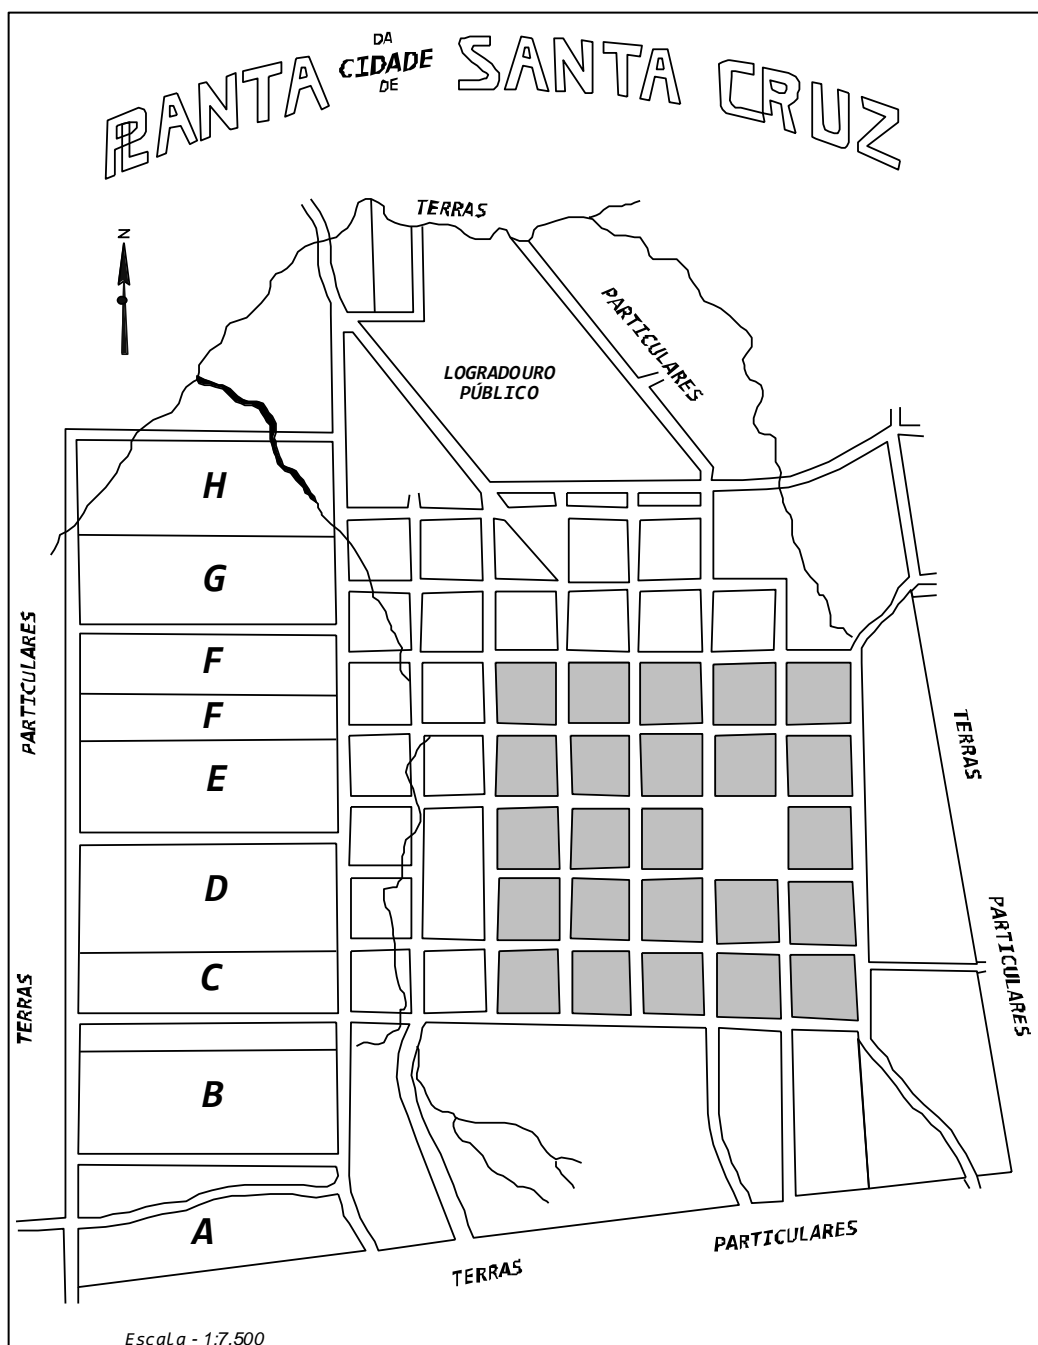 PLANTA
DA
CIDADE
DE
SANTA CRUZ
TERRAS
N
PARTICULARES
LOGRADOURO
PÚBLICO
H
G
F
F
E
D
C
B
A
PARTICULARES
TERRAS
TERRAS
PARTICULARES
TERRAS
PARTICULARES
Escala - 1:7.500